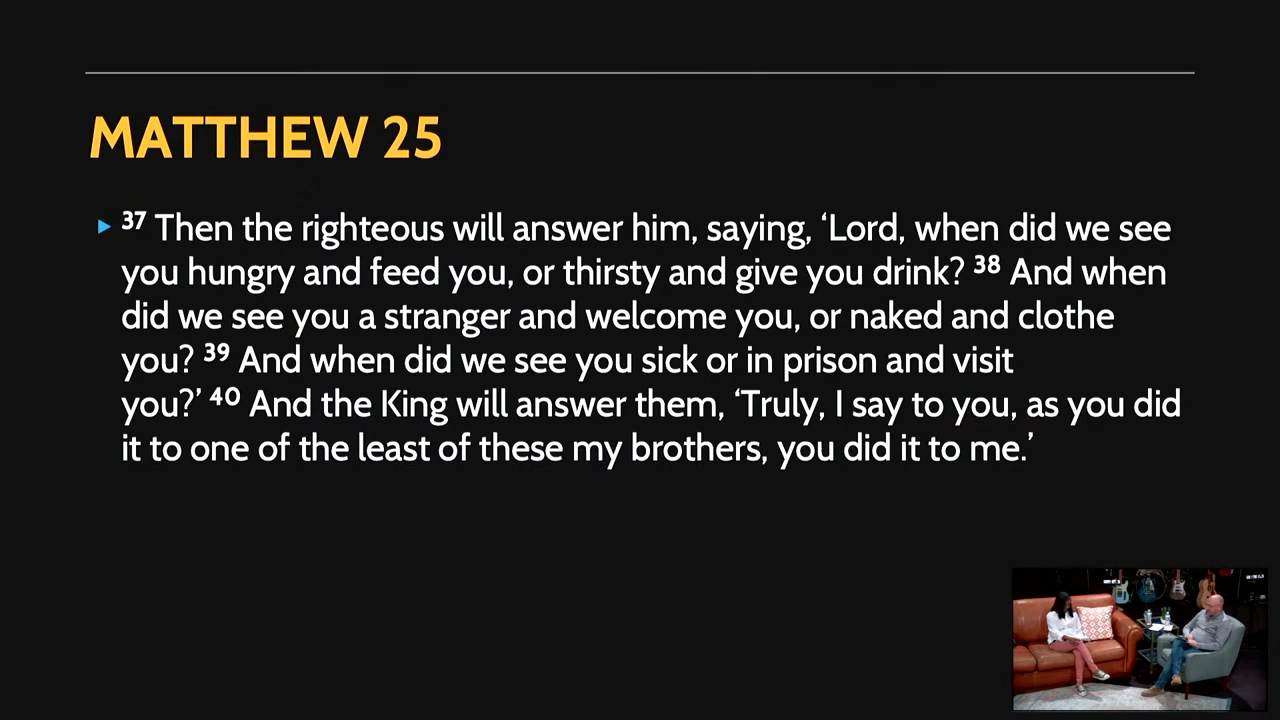 MATTHEW 25
³⁷ Then the righteous will answer him, saying, ‘Lord, when did we see
you hungry and feed you, or thirsty and give you drink? ³⁸ And when
did we see you a stranger and welcome you, or naked and clothe
you? ³⁹ And when did we see you sick or in prison and visit
you?’ ⁴⁰ And the King will answer them, ‘Truly, I say to you, as you did
it to one of the least of these my brothers, you did it to me.’